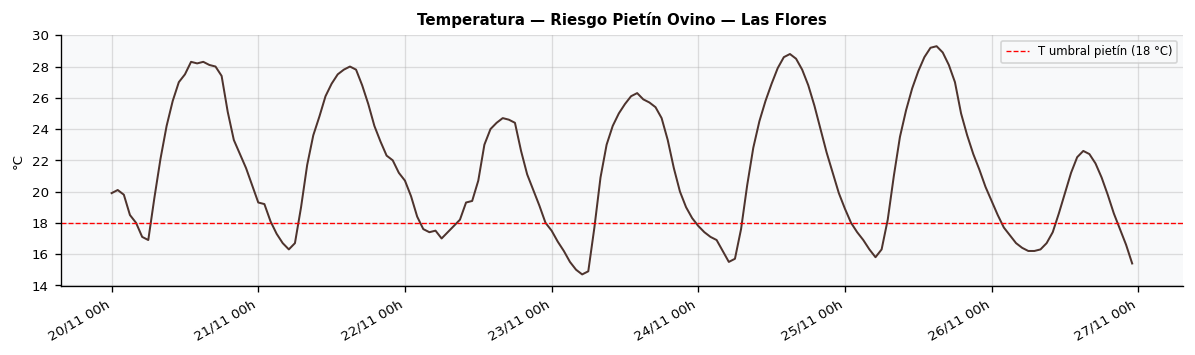 Temperatura — Riesgo Pietín Ovino — Las Flores
T umbral pietín (18 °C)
°C
30
28
26
24
22
20
18
16
14
20/11 00h
21/11 00h
22/11 00h
23/11 00h
24/11 00h
25/11 00h
26/11 00h
27/11 00h